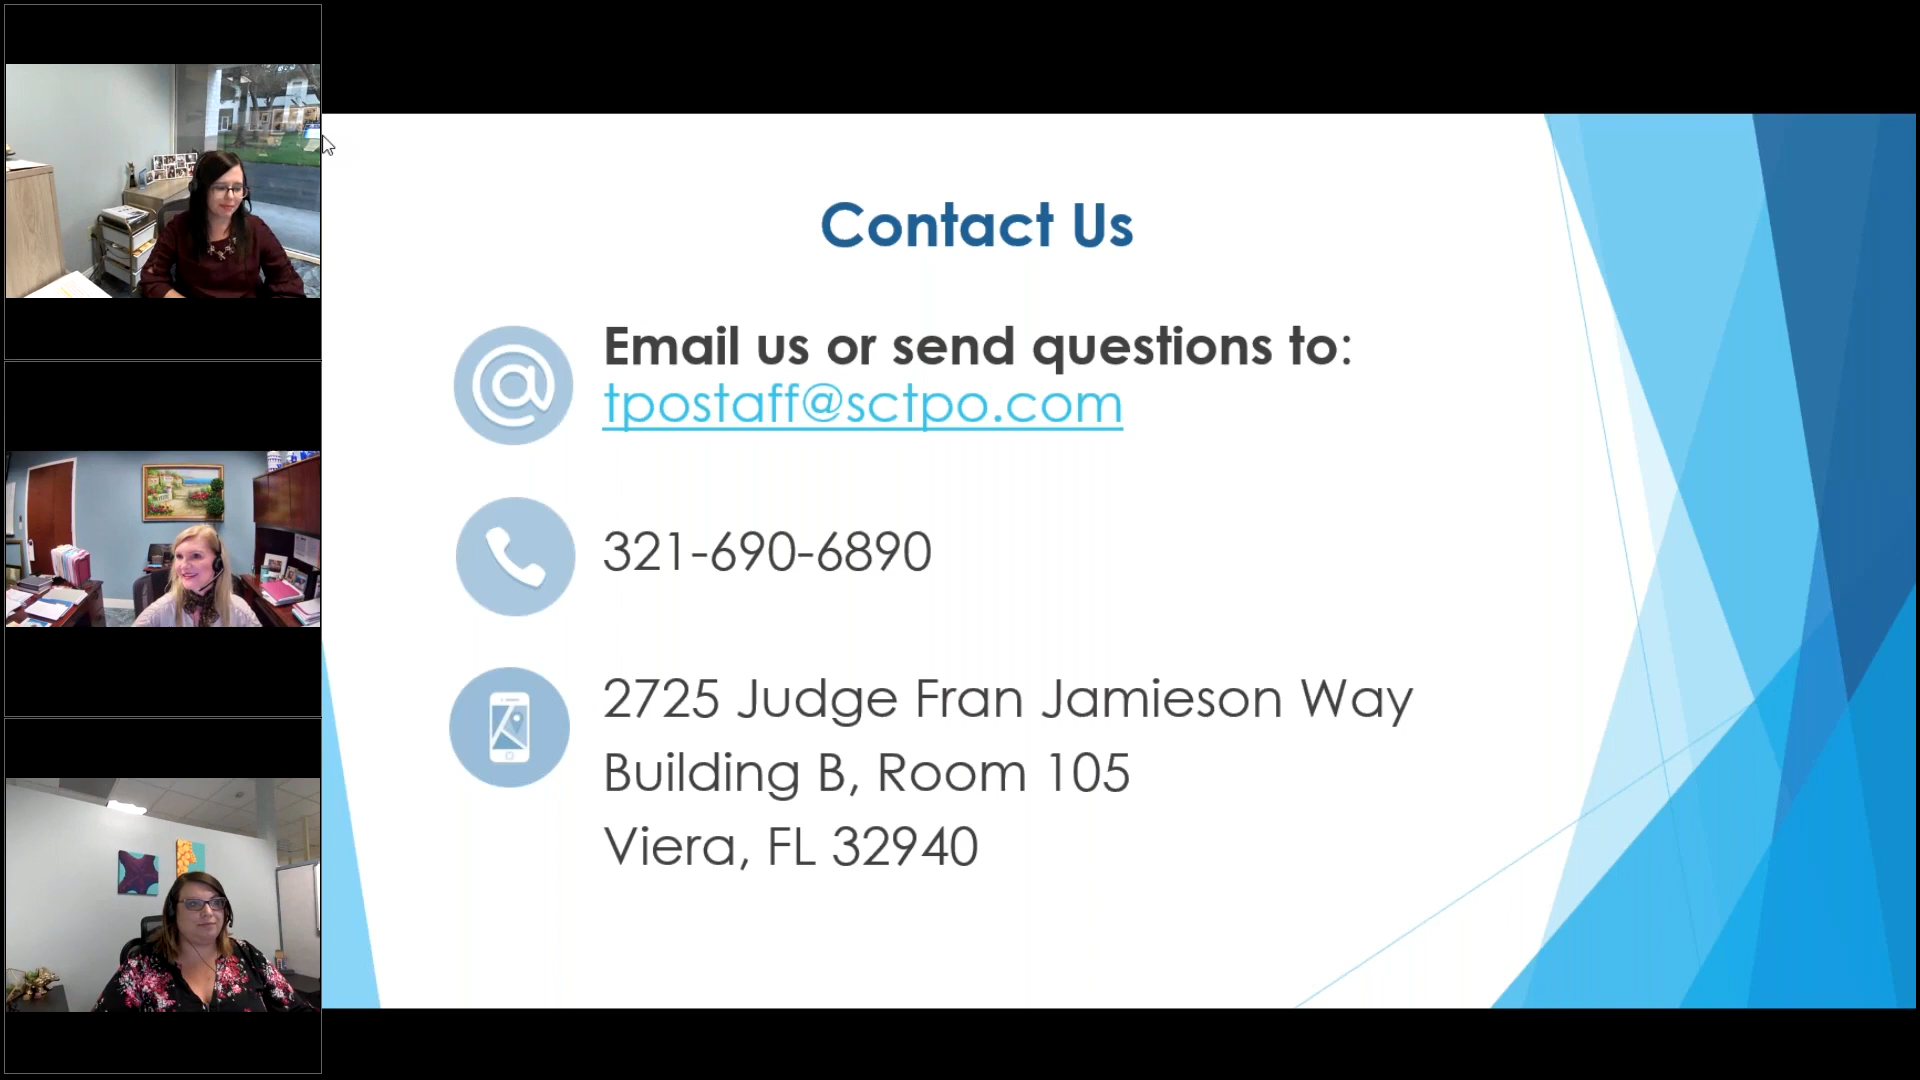 Contact Us
Email us or send questions to:
tpostaff@sctpo.com
321-690-6890
2725 Judge Fran Jamieson Way
Building B, Room 105
Viera, FL 32940